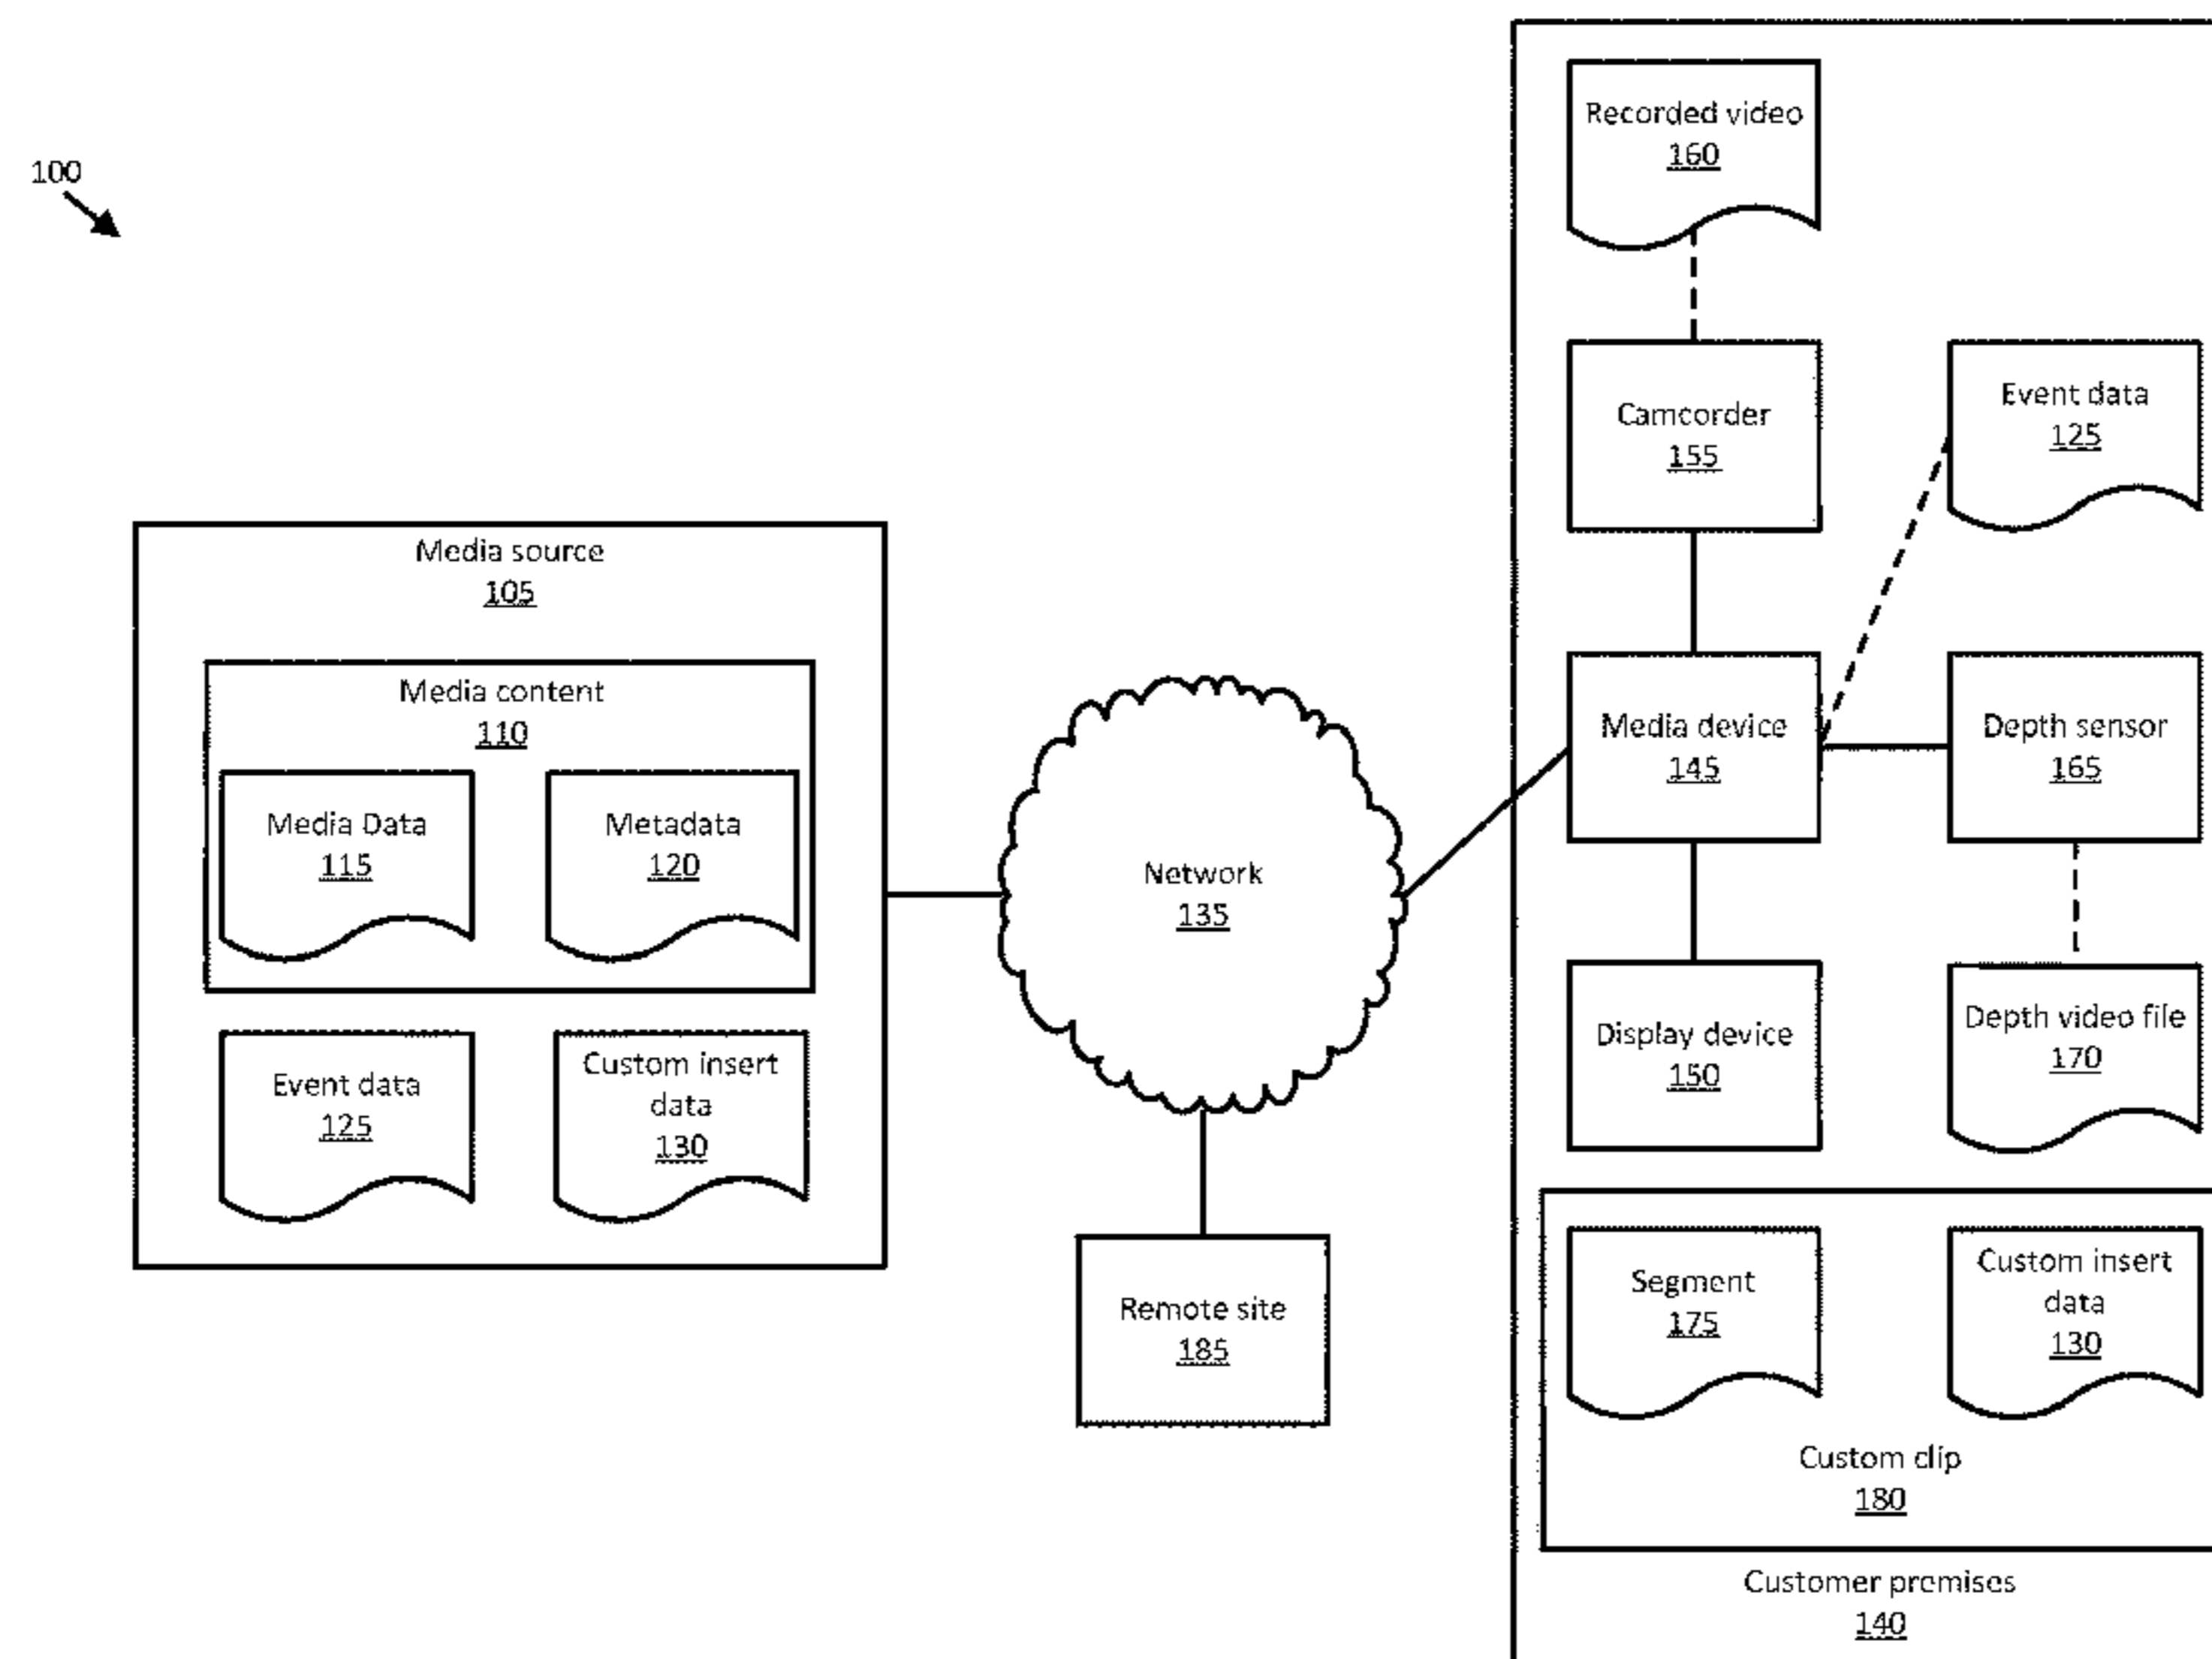 100
Media source
105
Media content
110
Media Data
115
Metadata
120
Event data
125
Custom insert
data
130
Network
135
Remote site
185
Recorded video
160
Camcorder
155
Event data
125
Media device
145
Depth sensor
165
Display device
150
Depth video file
170
Segment
175
Custom insert
data
130
Custom clip
180
Customer premises
140